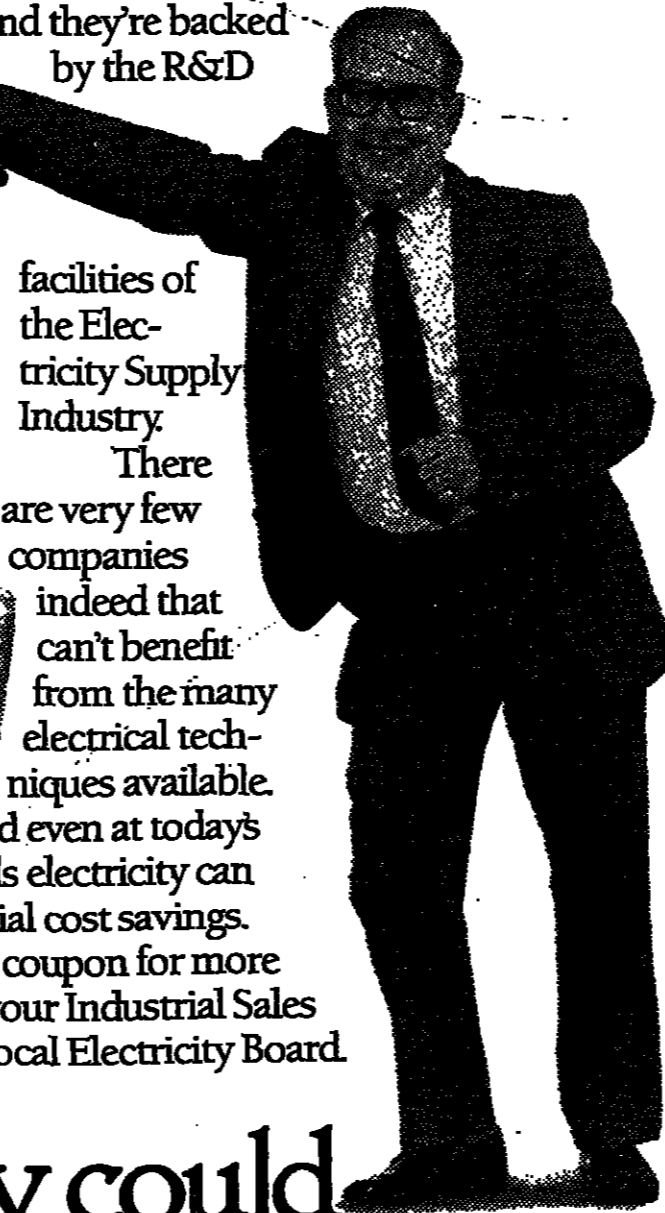 nd they're backed
by the R&D
facilities of
the Elec-
tricity Supply
Industry.
There
are very few
companies
indeed that
can't benefit
from the many
electrical tech-
niques available.
d even at today's
ls electricity can
ial cost savings.
coupon for more
our Industrial Sales
ocal Electricity Board.
y could